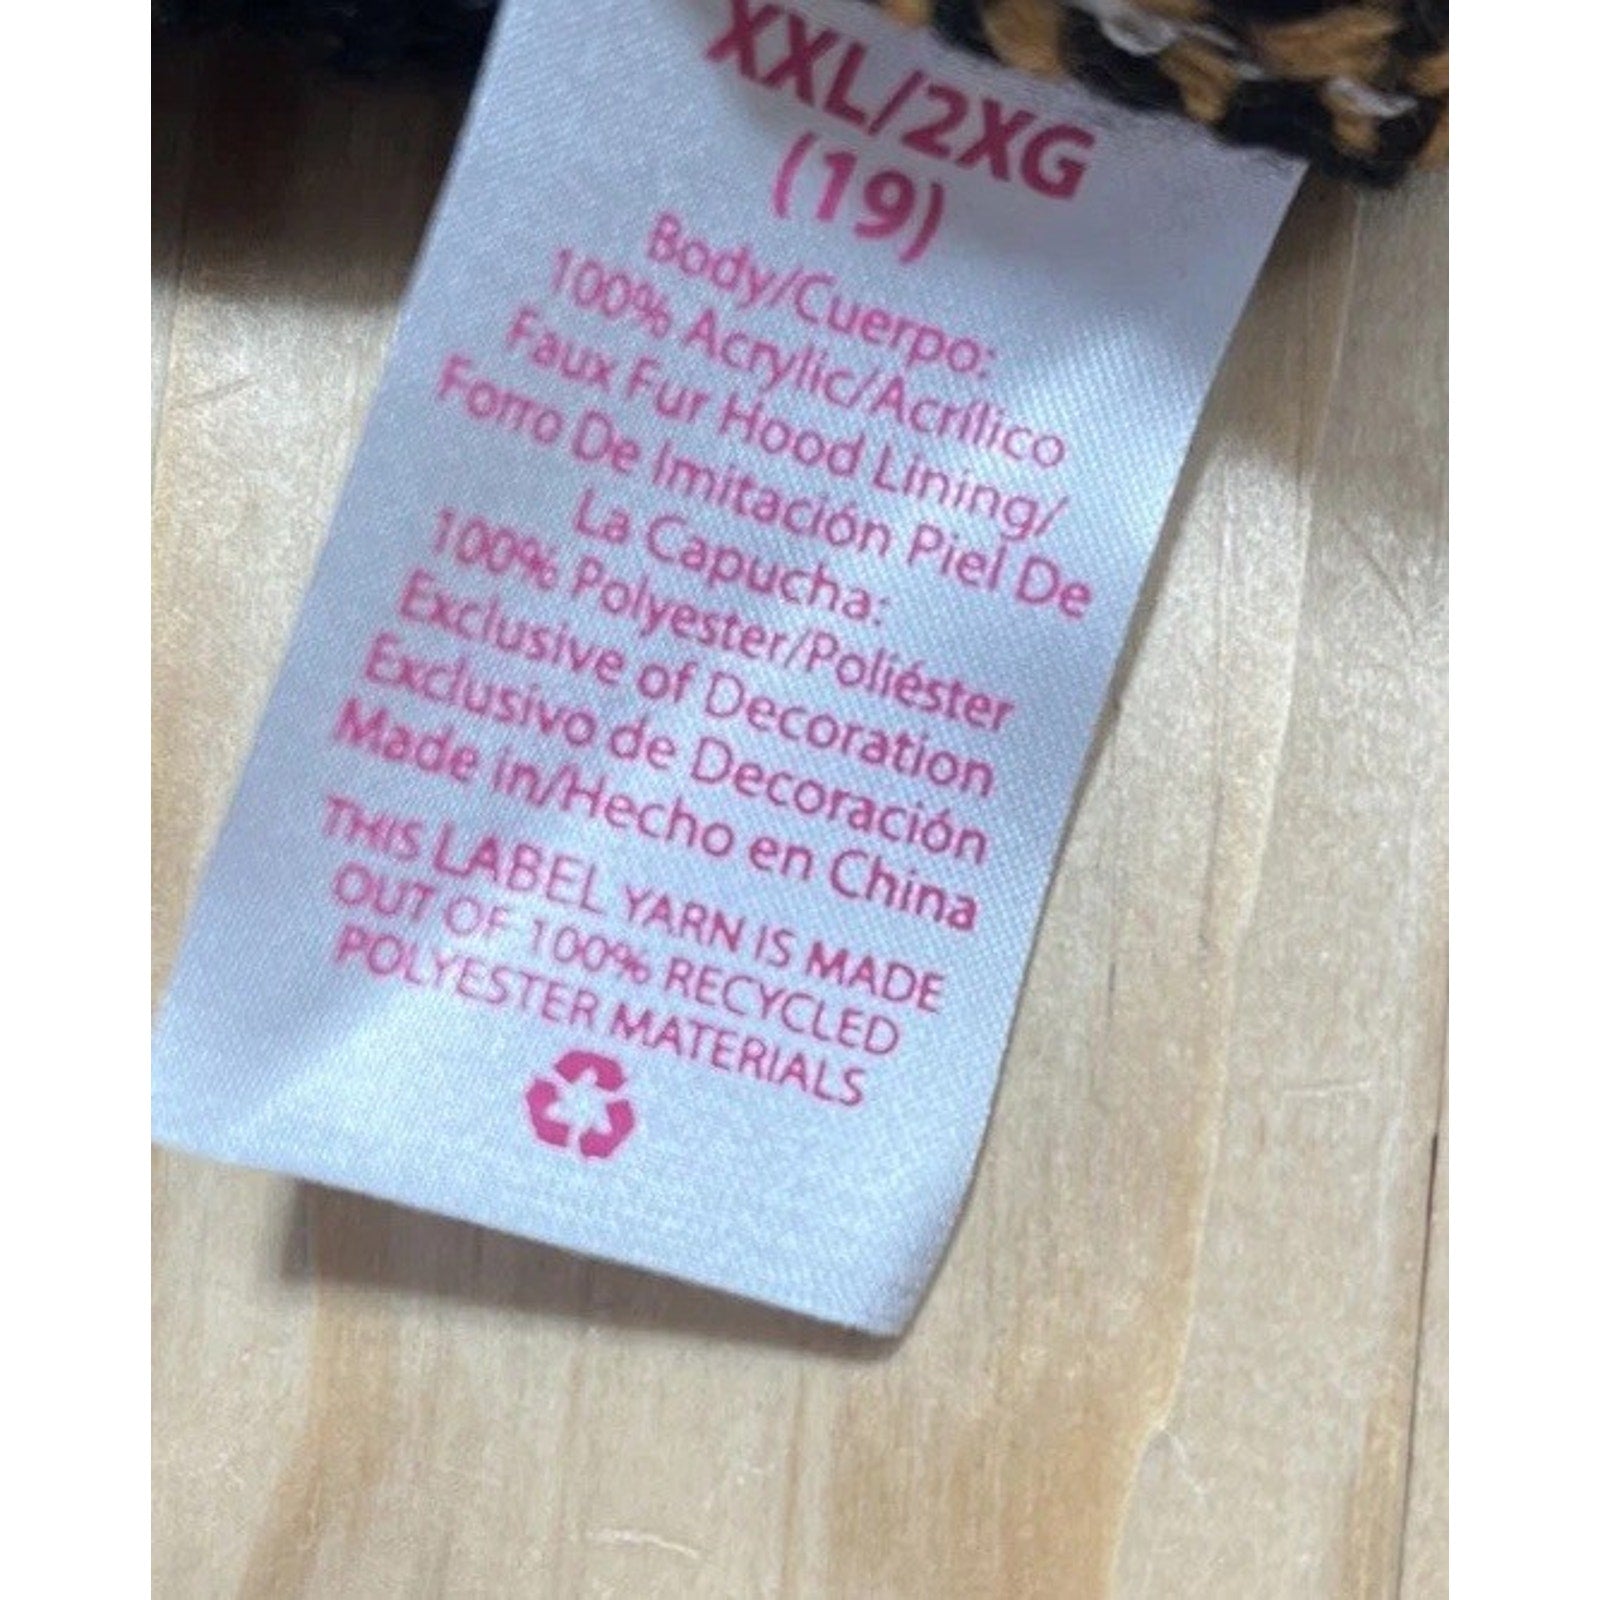 XXL/2XG
(19)
Body/Cuerpo:
100% Acrylic/Acrílico
Faux Fur Hood Lining/
Forro De Imitación Piel De
La Capucha:
100% Polyester/Poliéster
Exclusive of Decoration
Exclusivo de Decoración
Made in/Hecho en China
THIS LABEL YARN IS MADE
OUT OF 100% RECYCLED
POLYESTER MATERIALS